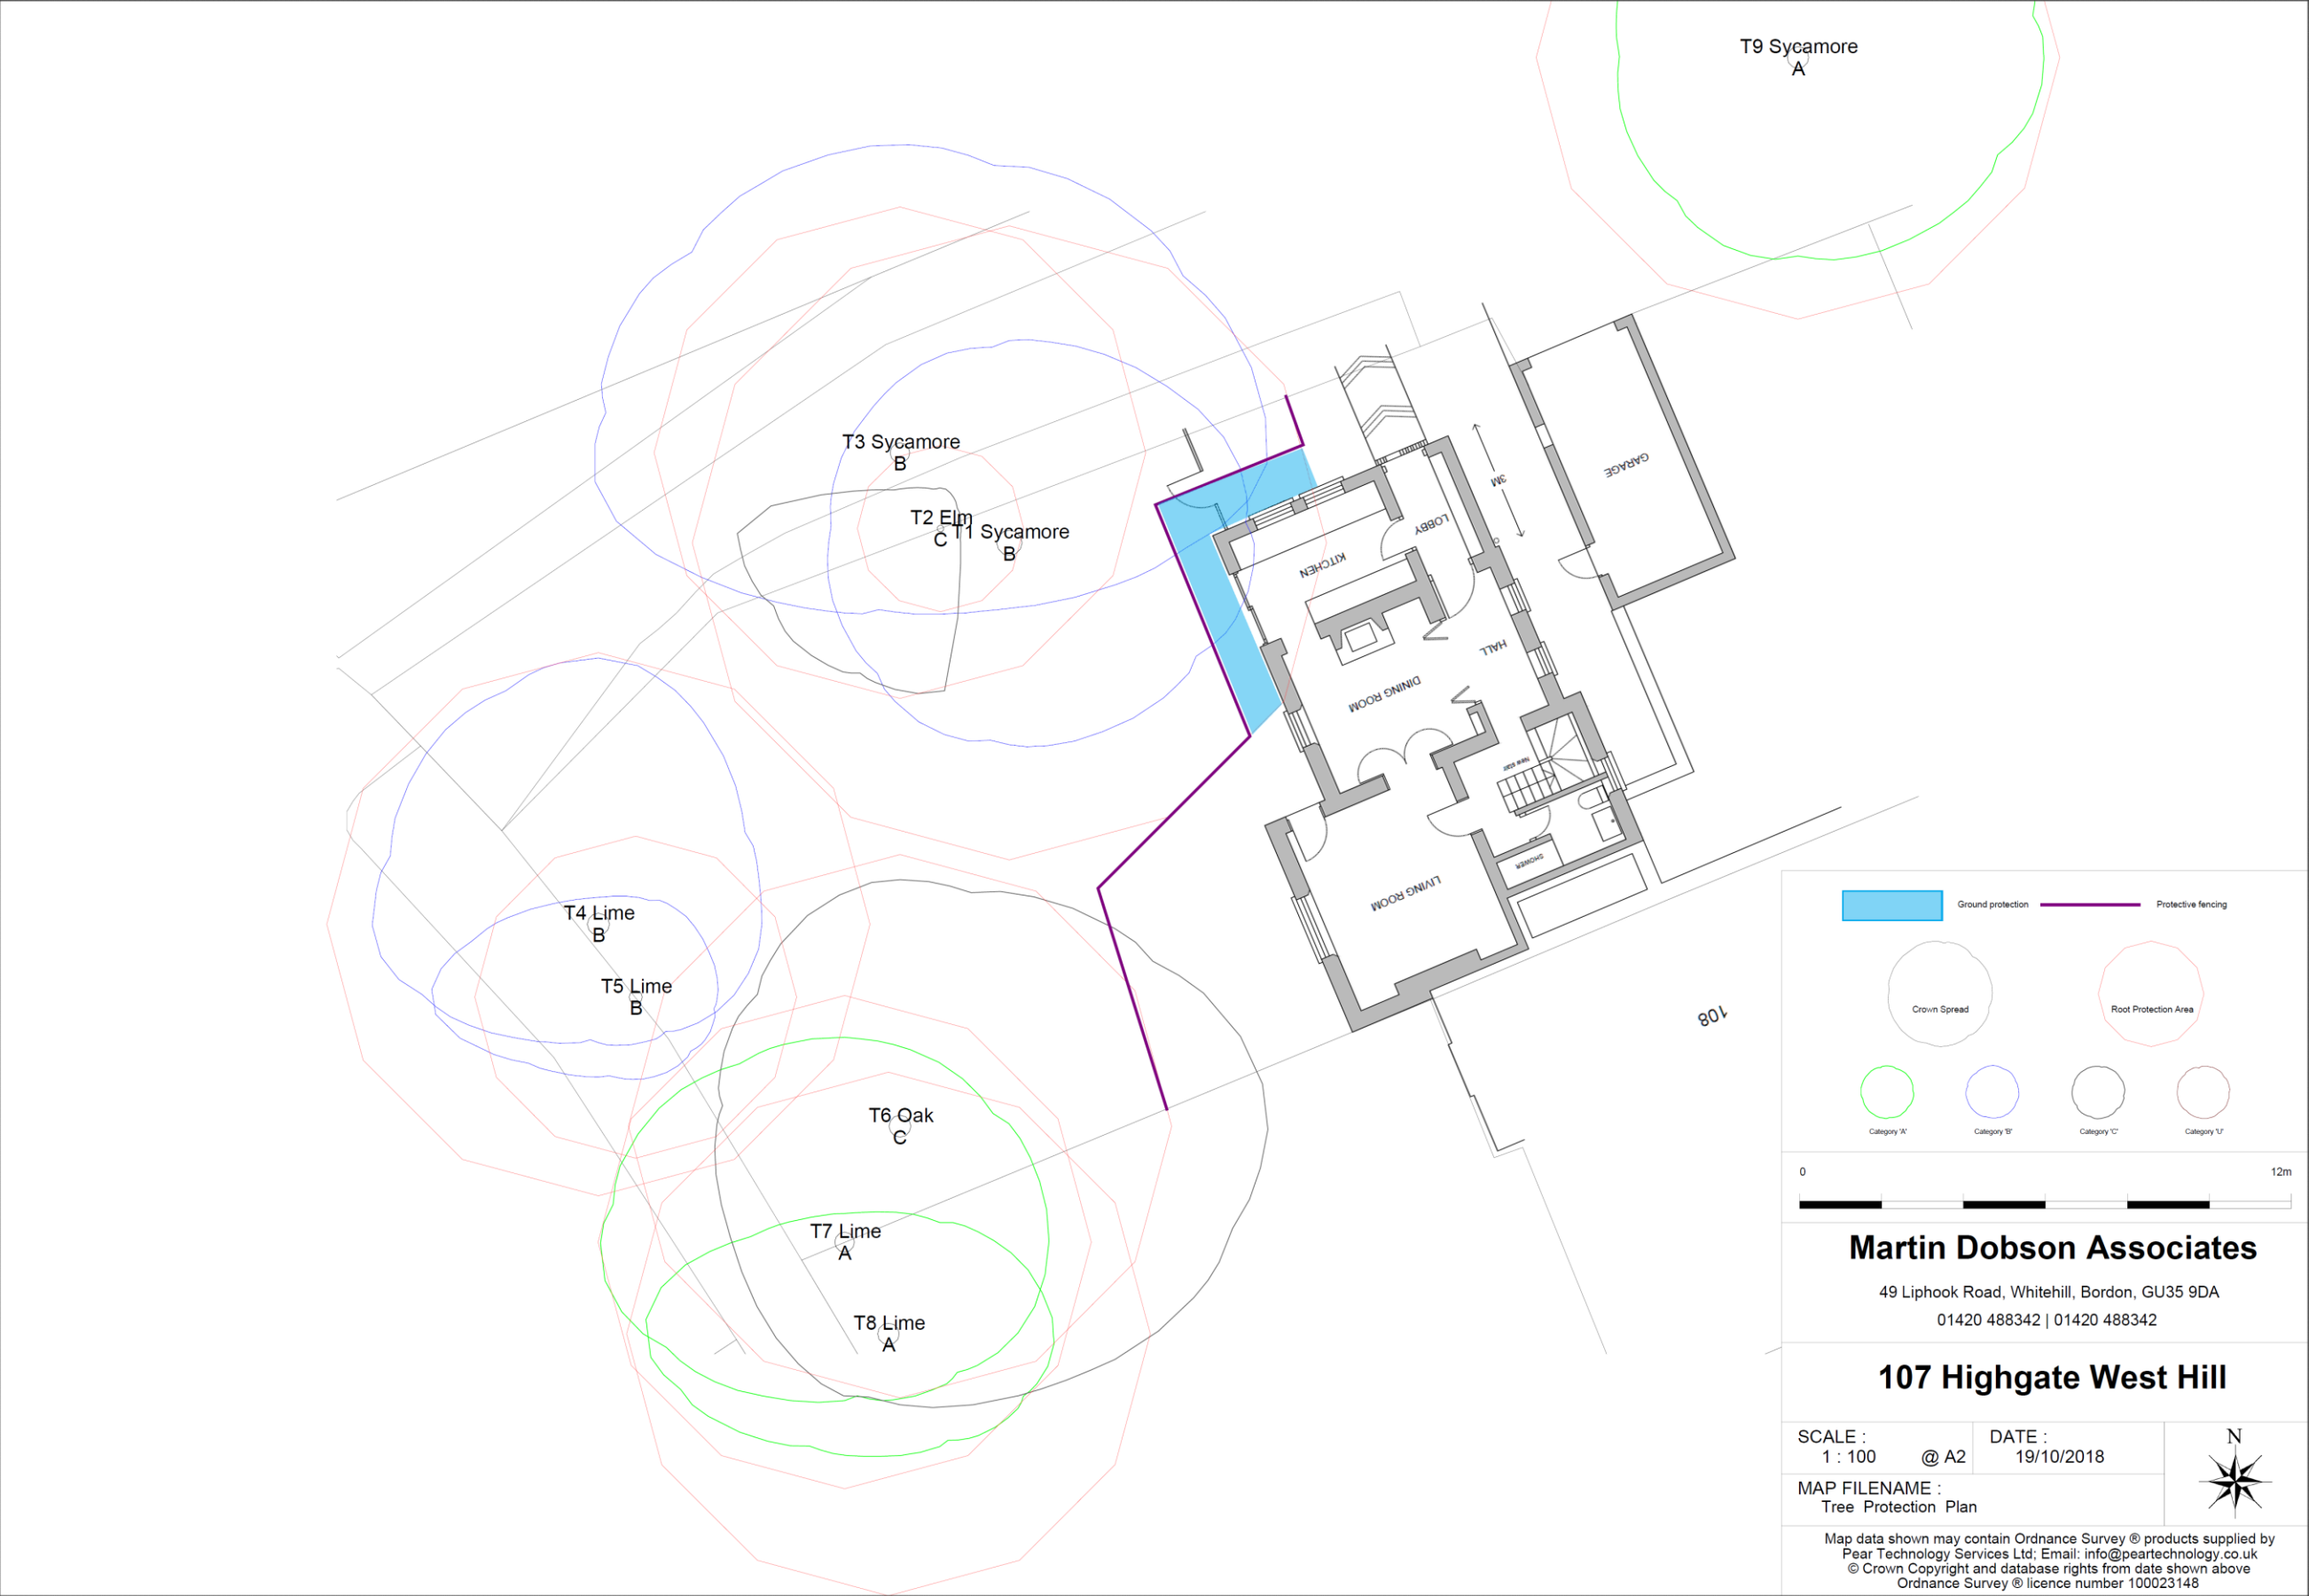 T9 Sycamore
A
T3 Sycamore
B
T2 Elm
C
T1 Sycamore
B
GARAGE
3M
LOBBY
KITCHEN
HALL
DINING ROOM
New stair
SHOWER
LIVING ROOM
T4 Lime
B
T5 Lime
B
108
T6 Oak
C
T7 Lime
A
T8 Lime
A
Ground protection
Protective fencing
Crown Spread
Root Protection Area
Category 'A'
Category 'B'
Category 'C'
Category 'U'
0
12m
Martin Dobson Associates
49 Liphook Road, Whitehill, Bordon, GU35 9DA
01420 488342 | 01420 488342
107 Highgate West Hill
SCALE :
1 : 100 @ A2
DATE :
19/10/2018
N
MAP FILENAME :
Tree Protection Plan
Map data shown may contain Ordnance Survey ® products supplied by
Pear Technology Services Ltd; Email: info@peartechnology.co.uk
© Crown Copyright and database rights from date shown above
Ordnance Survey ® licence number 100023148